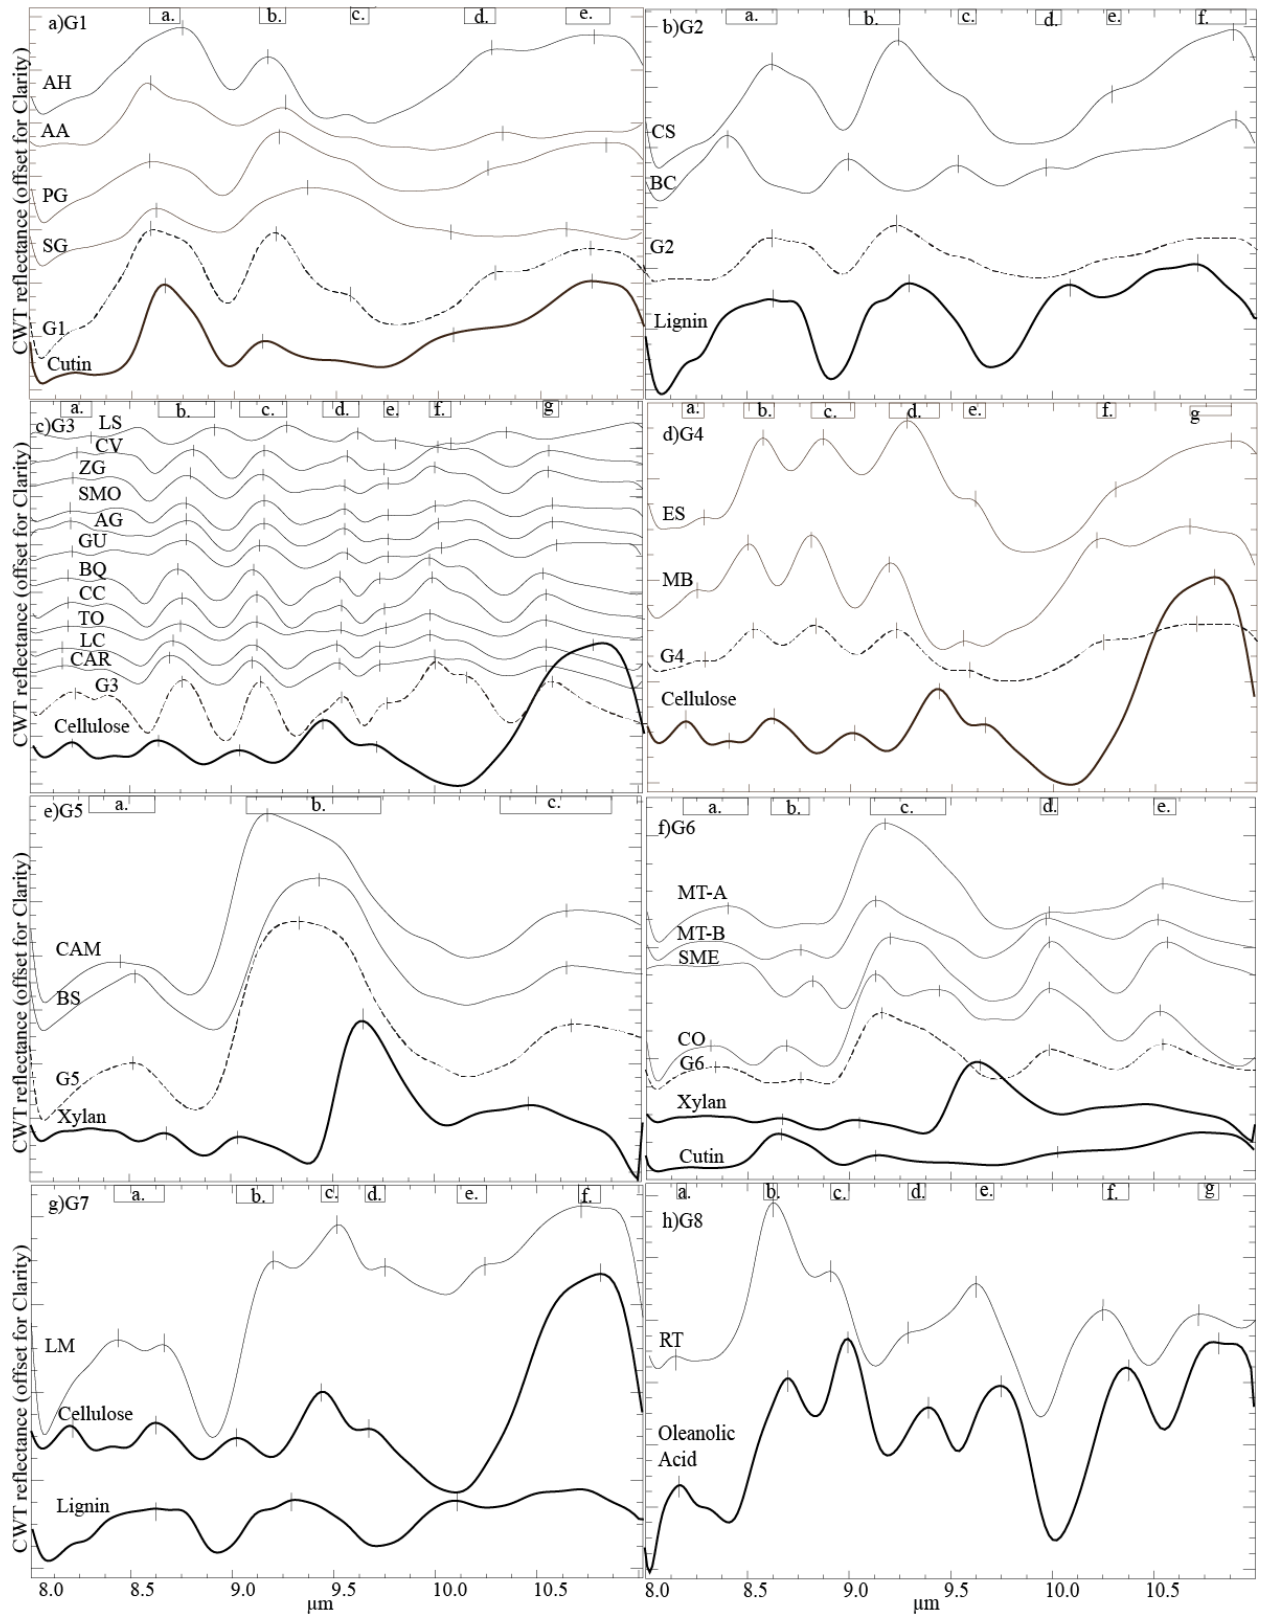 a)G1 a. b. c. d. e.
AH
AA
PG
SG
G1
Cutin
CWT reflectance (offset for Clarity)
b)G2 a. b. c. d. e. f.
CS
BC
G2
Lignin
c)G3 a. b. c. d. e. f. g
LS
CV
ZG
SMO
AG
GU
BQ
CC
TO
LC
CAR
G3
Cellulose
CWT reflectance (offset for Clarity)
d)G4 a. b. c. d. e. f. g
ES
MB
G4
Cellulose
e)G5 a. b. c.
CAM
BS
G5
Xylan
CWT reflectance (offset for Clarity)
f)G6 a. b. c. d. e.
MT-A
MT-B
SME
CO
G6
Xylan
Cutin
g)G7 a. b. c. d. e. f.
LM
Cellulose
Lignin
CWT reflectance (offset for Clarity)
8.0 8.5 9.0 9.5 10.0 10.5
μm
h)G8 a. b. c. d. e. f. g
RT
Oleanolic
Acid
8.0 8.5 9.0 9.5 10.0 10.5
μm